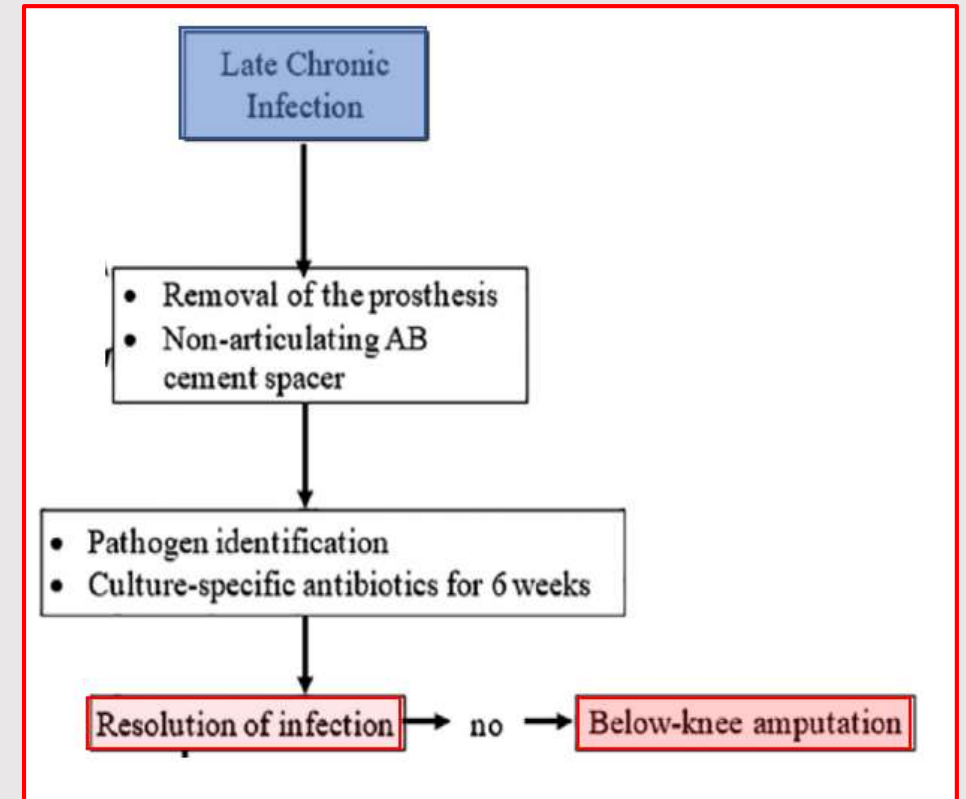 Late Chronic
Infection
• Removal of the prosthesis
• Non-articulating AB
cement spacer
• Pathogen identification
• Culture-specific antibiotics for 6 weeks
Resolution of infection
no
Below-knee amputation